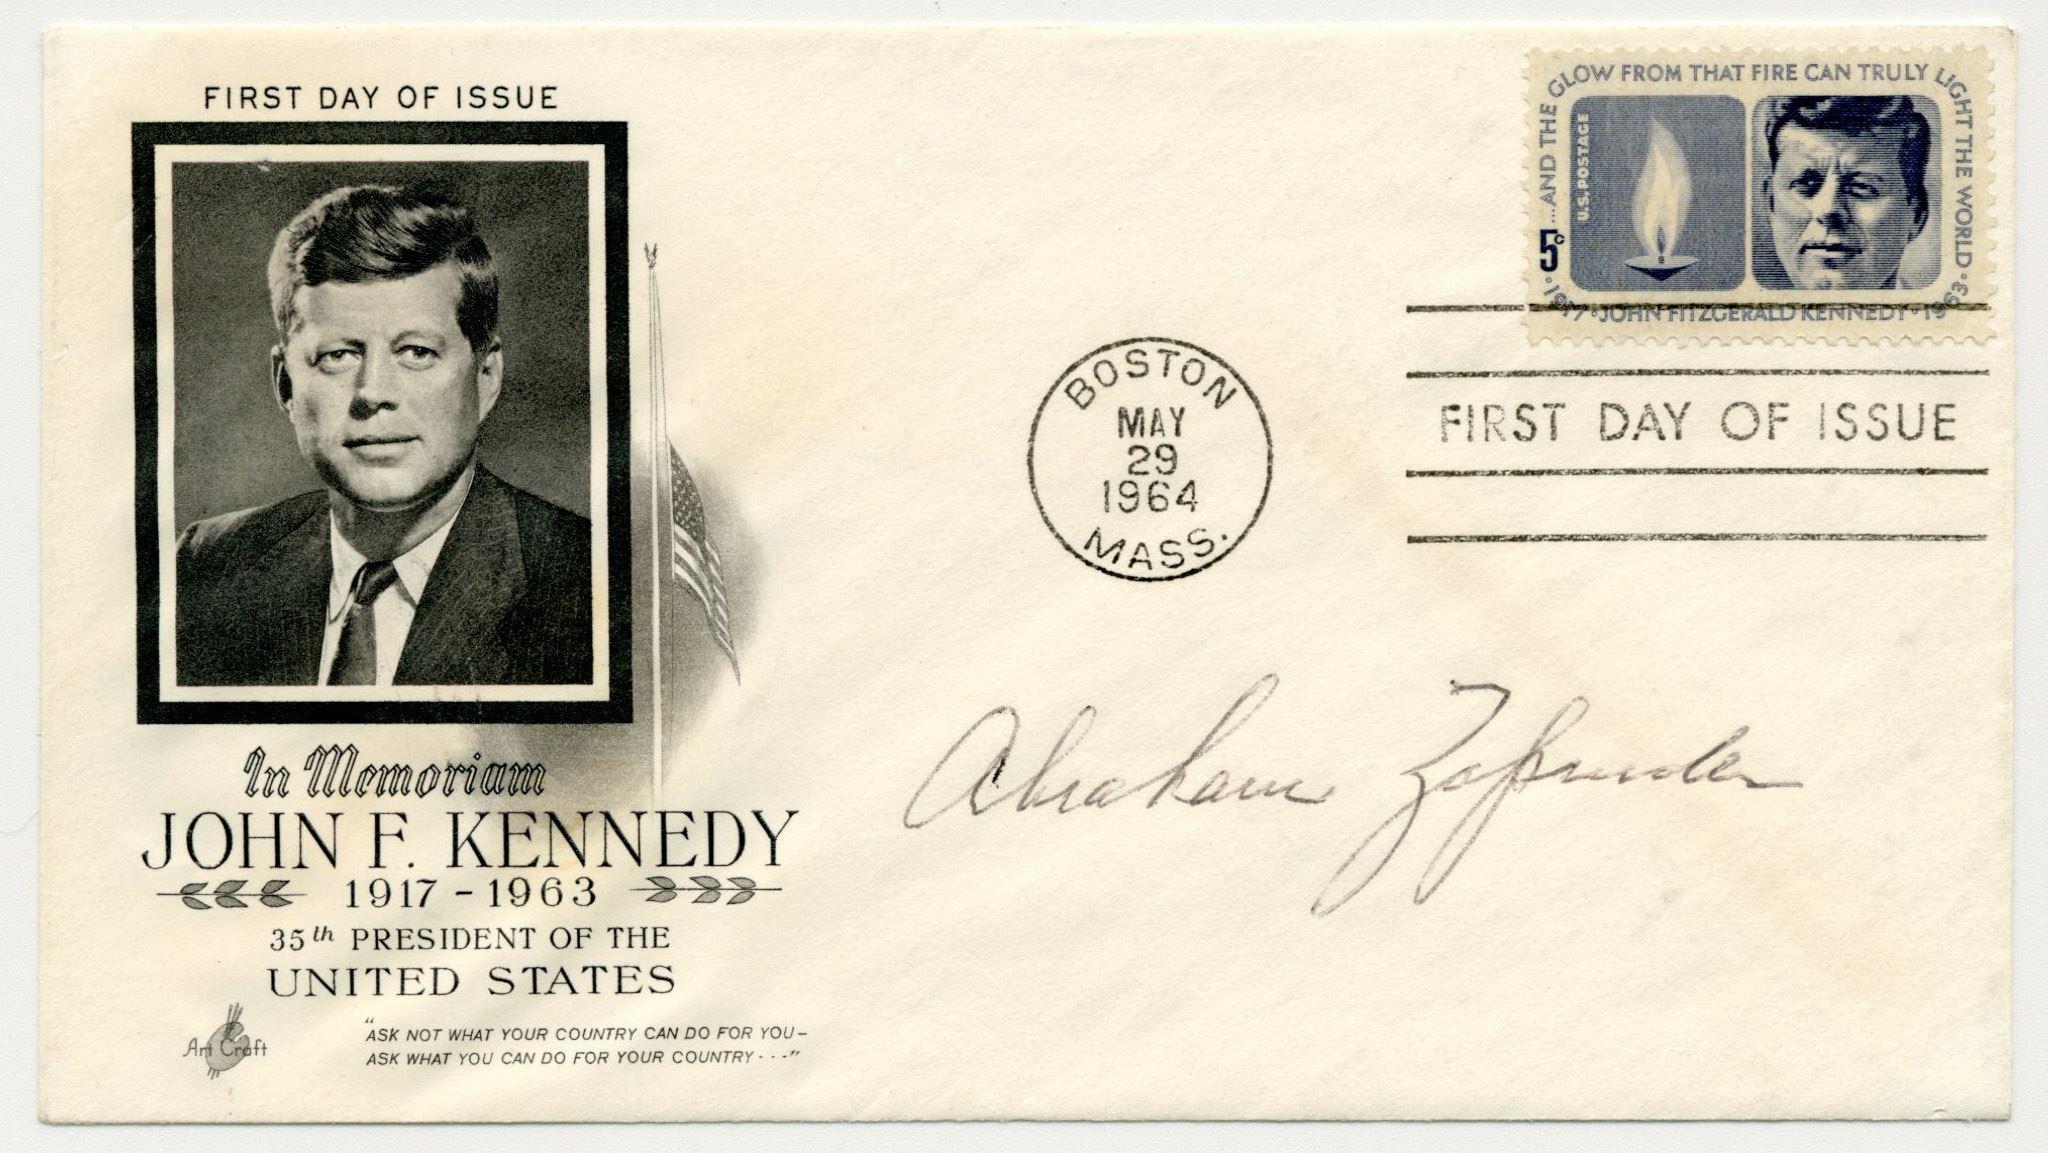 FIRST DAY OF ISSUE
In Memoriam
JOHN F. KENNEDY
1917 - 1963
35th PRESIDENT OF THE
UNITED STATES
Art Craft
"ASK NOT WHAT YOUR COUNTRY CAN DO FOR YOU–
ASK WHAT YOU CAN DO FOR YOUR COUNTRY - - -"
BOSTON
MAY
29
1964
MASS.
...AND THE GLOW FROM THAT FIRE CAN TRULY LIGHT THE WORLD
U.S. POSTAGE
5c
1917 · JOHN FITZGERALD KENNEDY · 1963
FIRST DAY OF ISSUE
Abraham Zapruder